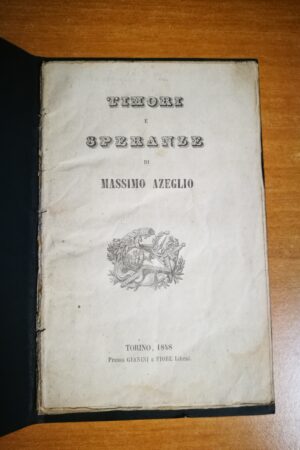 TIMORI
E
SPERANZE
DI
MASSIMO AZEGLIO
TORINO, 1848
Presso GIANINI e FIORE Librai.